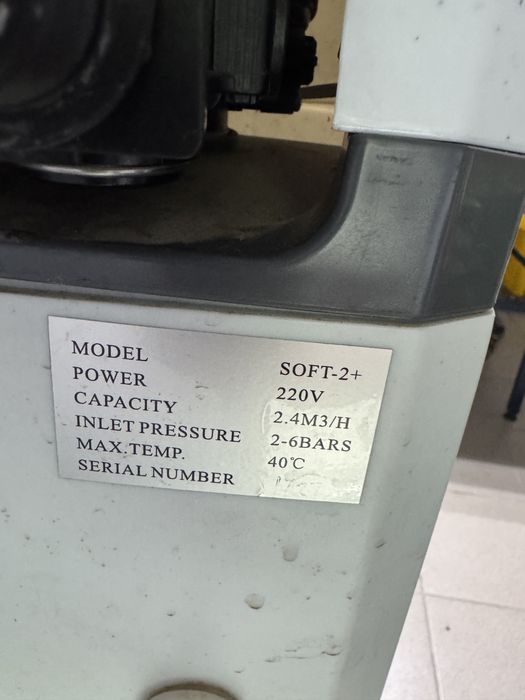 MODEL SOFT-2+
POWER 220V
CAPACITY 2.4M3/H
INLET PRESSURE 2-6BARS
MAX.TEMP. 40℃
SERIAL NUMBER